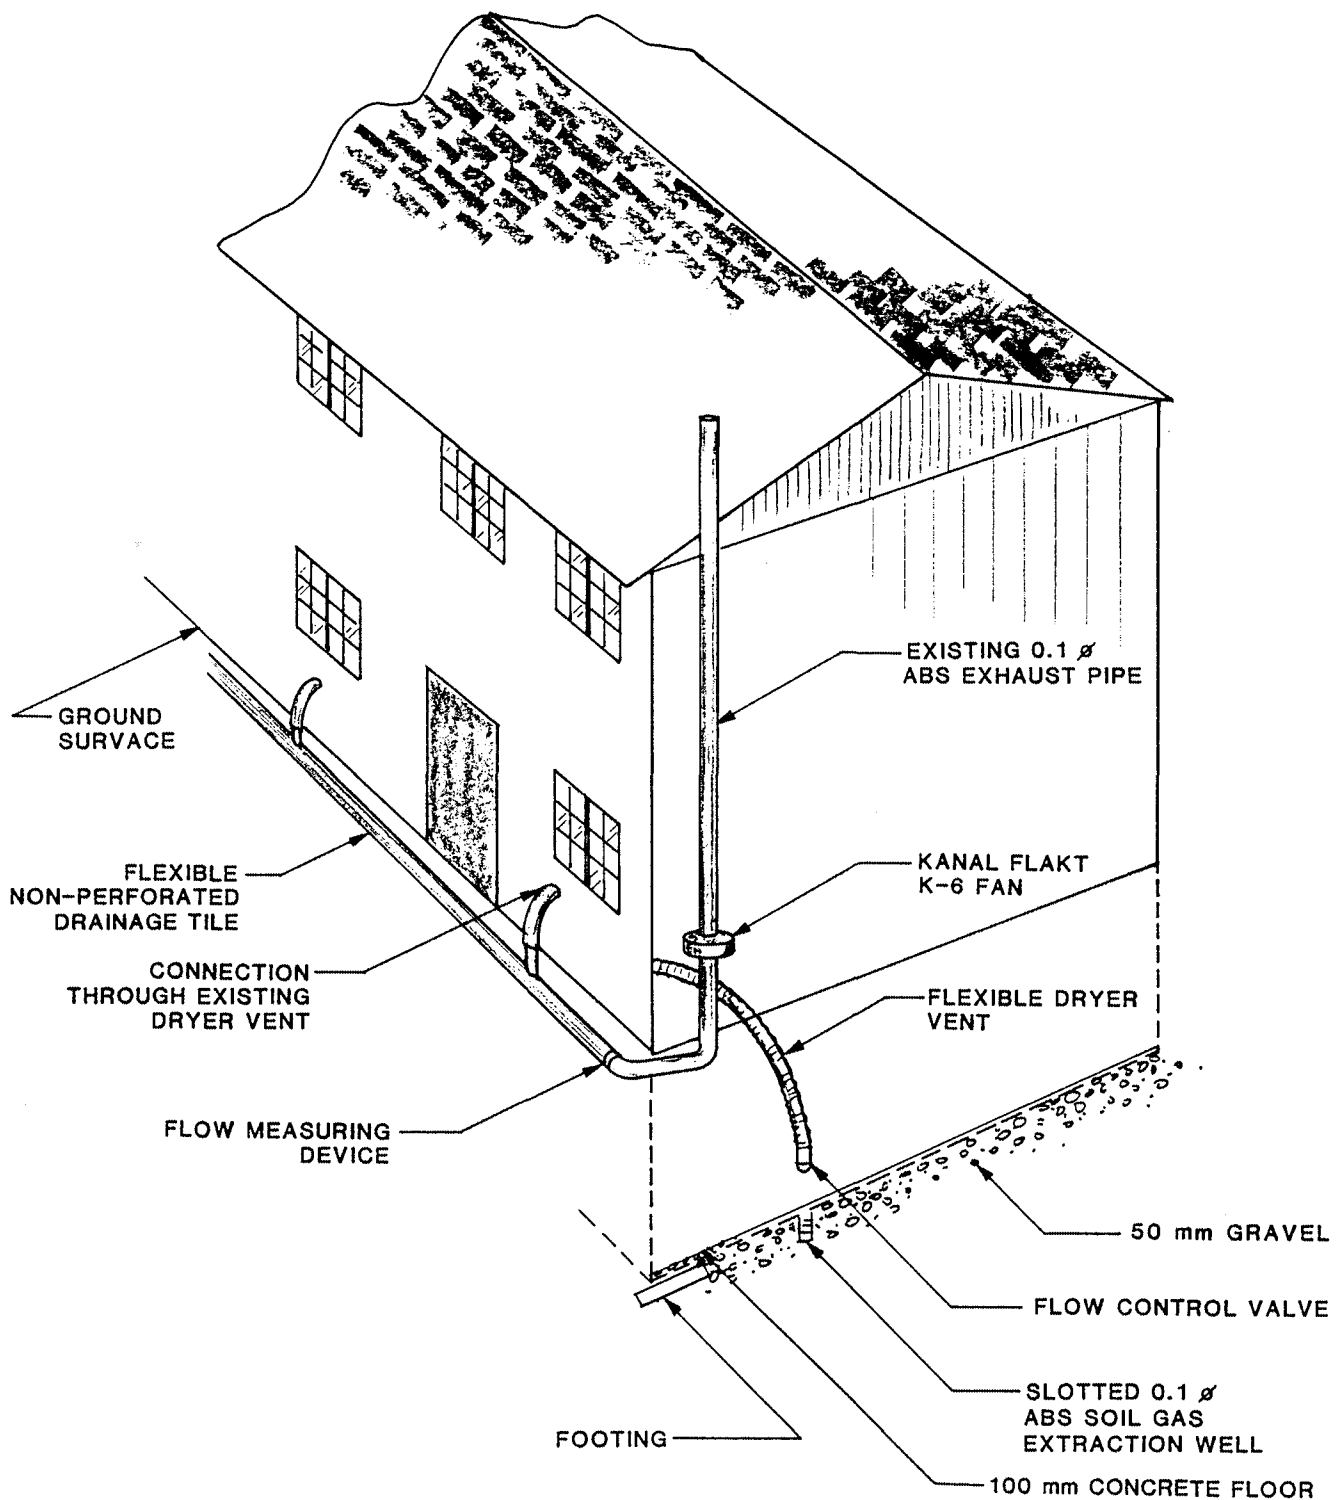 EXISTING 0.1 ø
ABS EXHAUST PIPE
GROUND
SURVACE
FLEXIBLE
NON-PERFORATED
DRAINAGE TILE
KANAL FLAKT
K-6 FAN
CONNECTION
THROUGH EXISTING
DRYER VENT
FLEXIBLE DRYER
VENT
FLOW MEASURING
DEVICE
50 mm GRAVEL
FLOW CONTROL VALVE
SLOTTED 0.1 ø
ABS SOIL GAS
EXTRACTION WELL
FOOTING
100 mm CONCRETE FLOOR